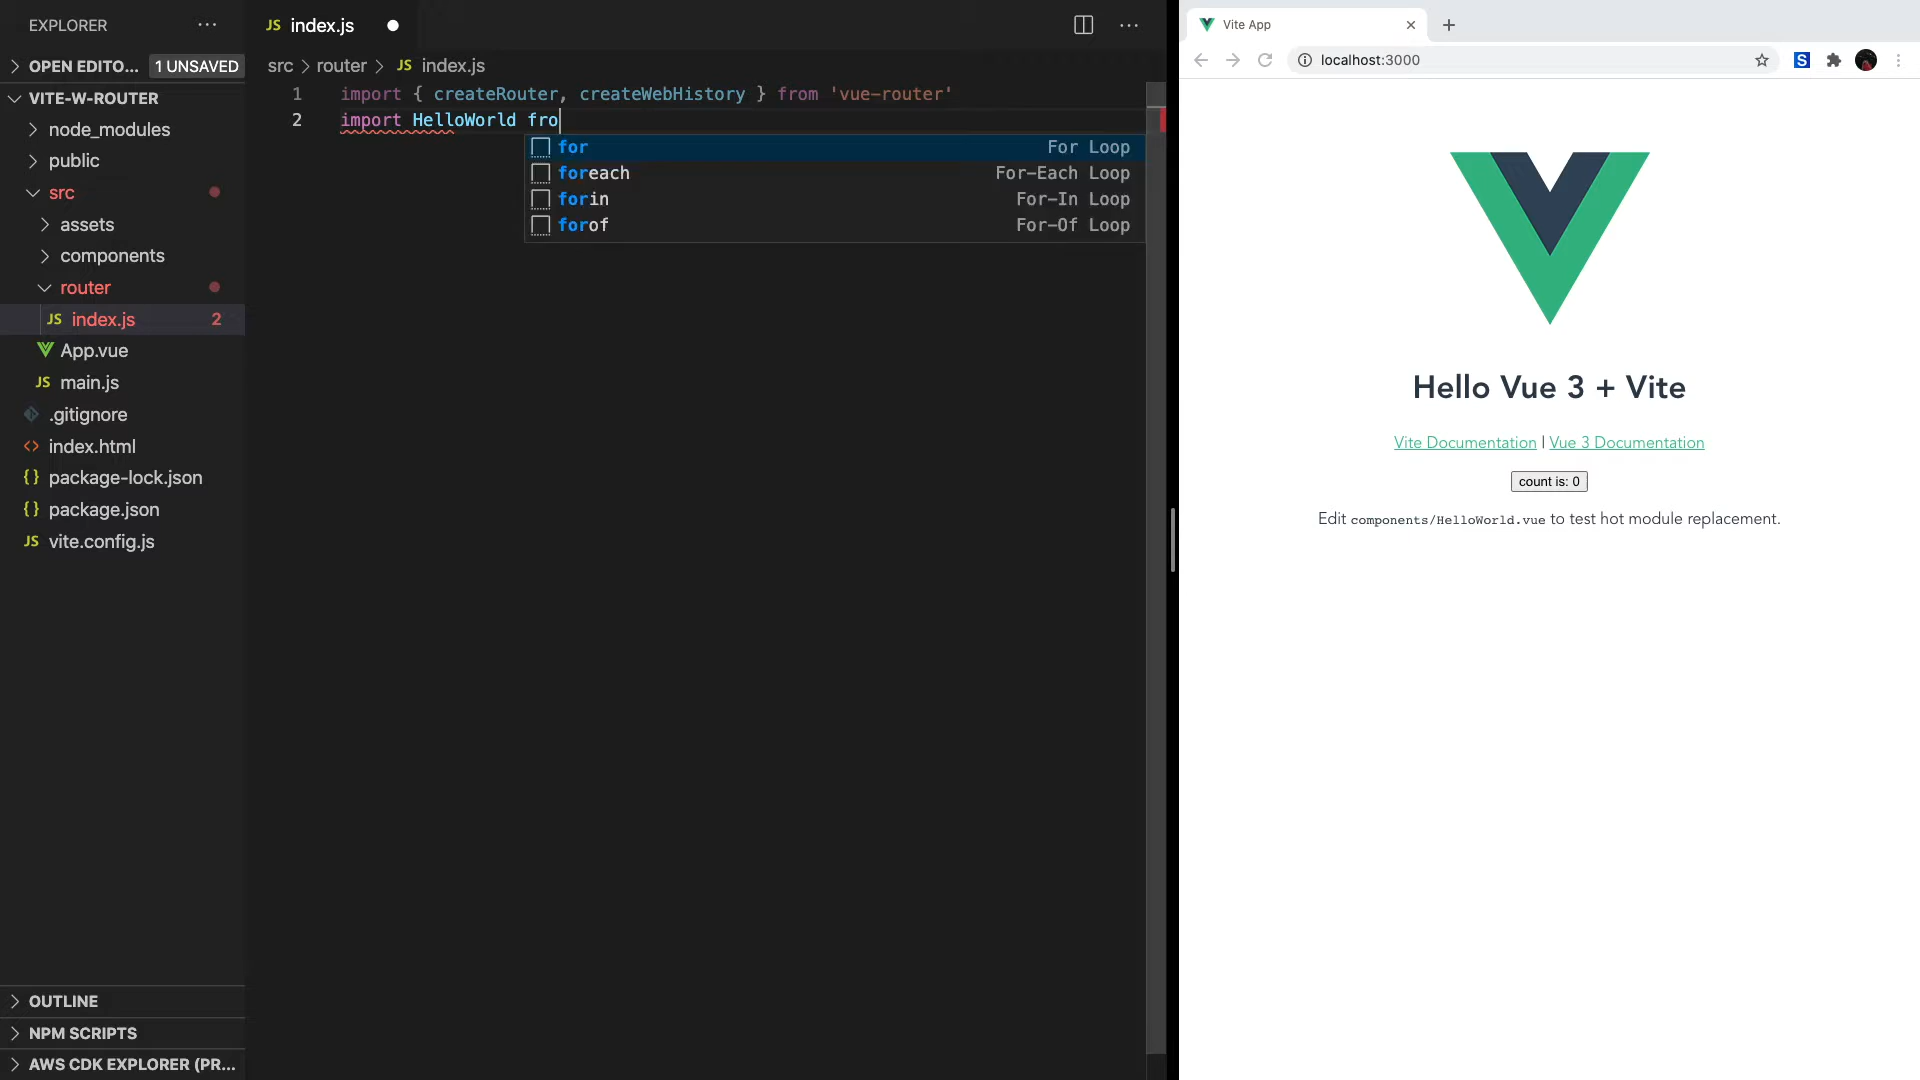 EXPLORER
OPEN EDITO... 1 UNSAVED
VITE-W-ROUTER
node_modules
public
src
assets
components
router
JS index.js 2
App.vue
JS main.js
.gitignore
<> index.html
{} package-lock.json
{} package.json
JS vite.config.js
OUTLINE
NPM SCRIPTS
AWS CDK EXPLORER (PR...
JS index.js
src > router > JS index.js
1 import { createRouter, createWebHistory } from 'vue-router'
2 import HelloWorld fro
for For Loop
foreach For-Each Loop
forin For-In Loop
forof For-Of Loop
Vite App
localhost:3000
S
Hello Vue 3 + Vite
Vite Documentation | Vue 3 Documentation
count is: 0
Edit components/HelloWorld.vue to test hot module replacement.